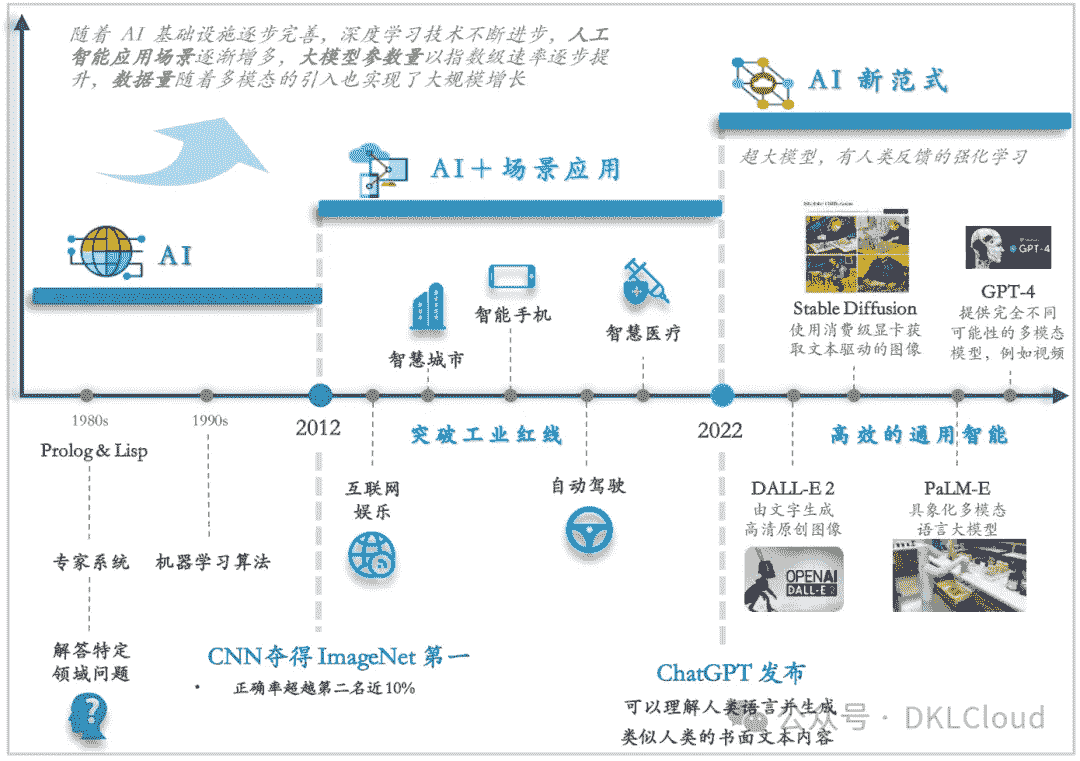 随着 AI 基础设施逐步完善，深度学习技术不断进步，人工
智能应用场景逐渐增多，大模型参数量以指数级速率逐步提
升，数据量随着多模态的引入也实现了大规模增长
AI 新范式
超大模型，有人类反馈的强化学习
AI＋场景应用
AI
智慧城市
智能手机
智慧医疗
Stable Diffusion
使用消费级显卡获
取文本驱动的图像
GPT-4
GPT-4
提供完全不同
可能性的多模态
模型，例如视频
1980s
1990s
2012
突破工业红线
2022
高效的通用智能
Prolog & Lisp
专家系统
机器学习算法
解答特定
领域问题
?
互联网
娱乐
自动驾驶
DALL-E 2
由文字生成
高清原创图像
OPENAI
DALL-E 2
PaLM-E
具象化多模态
语言大模型
CNN夺得 ImageNet 第一
• 正确率超越第二名近10%
ChatGPT 发布
可以理解人类语言并生成
类似人类的书面文本内容
公众号 · DKLCloud